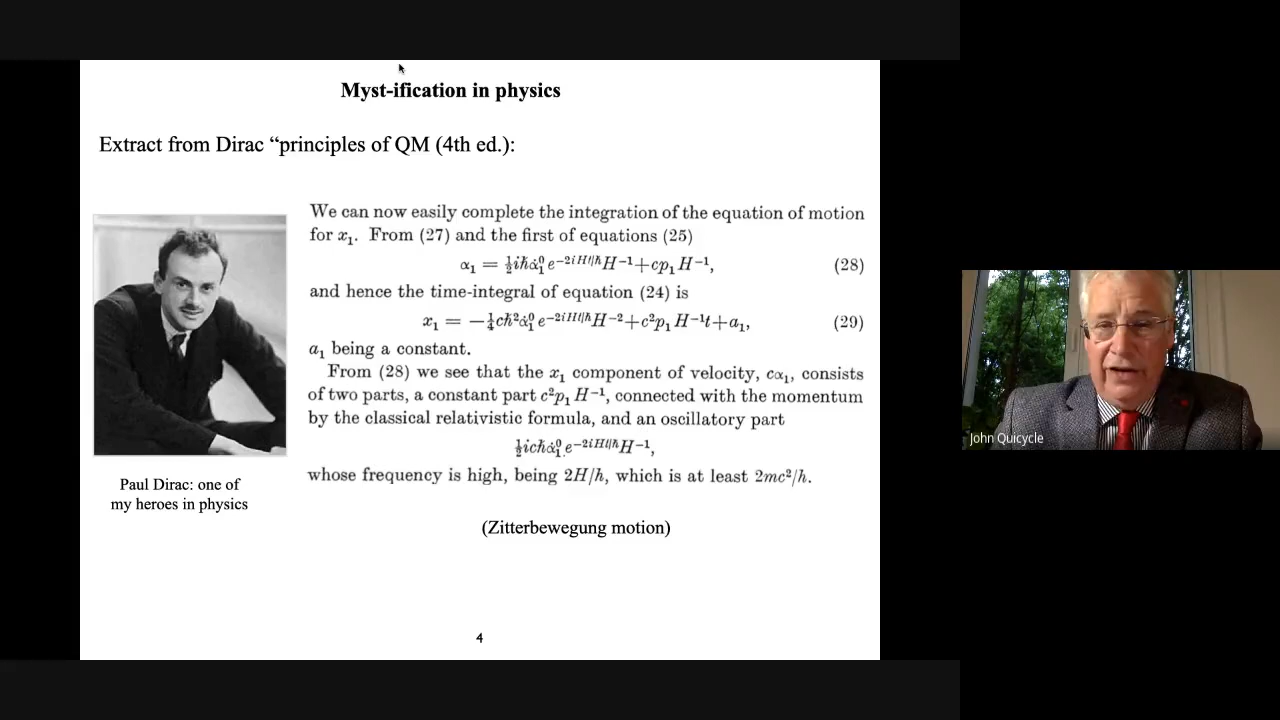 Myst-ification in physics
Extract from Dirac “principles of QM (4th ed.):
We can now easily complete the integration of the equation of motion
for x₁. From (27) and the first of equations (25)
α₁ = ½iℏα̇₁⁰e^{−2iHt/ℏ}H⁻¹+cp₁H⁻¹, (28)
and hence the time-integral of equation (24) is
x₁ = −¼cℏ²α̇₁⁰e^{−2iHt/ℏ}H⁻²+c²p₁H⁻¹t+a₁, (29)
a₁ being a constant.
From (28) we see that the x₁ component of velocity, cα₁, consists
of two parts, a constant part c²p₁H⁻¹, connected with the momentum
by the classical relativistic formula, and an oscillatory part
½icℏα̇₁⁰e^{−2iHt/ℏ}H⁻¹,
whose frequency is high, being 2H/h, which is at least 2mc²/h.
Paul Dirac: one of
my heroes in physics
(Zitterbewegung motion)
4
John Quicycle